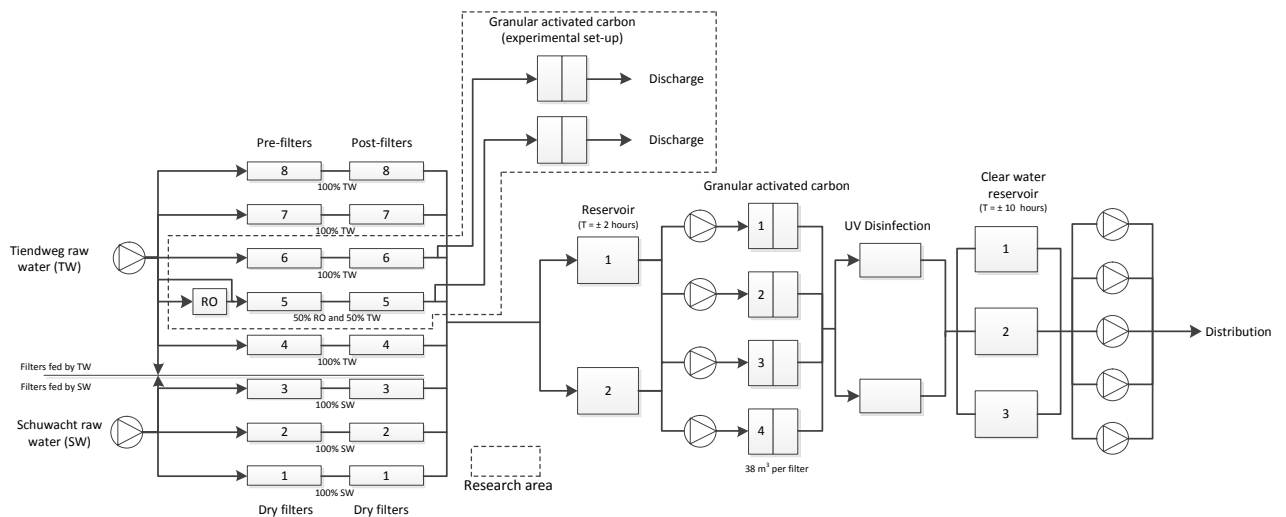 Granular activated carbon
(experimental set-up)
Discharge
Discharge
Pre-filters
Post-filters
8
8
100% TW
7
7
100% TW
Tiendweg raw
water (TW)
6
6
100% TW
RO
5
5
50% RO and 50% TW
4
4
100% TW
Filters fed by TW
Filters fed by SW
3
3
100% SW
Schuwacht raw
water (SW)
2
2
100% SW
1
1
100% SW
Dry filters
Dry filters
Research area
Reservoir
(T = ± 2 hours)
1
2
Granular activated carbon
1
2
3
4
38 m³ per filter
UV Disinfection
Clear water
reservoir
(T = ± 10 hours)
1
2
3
Distribution